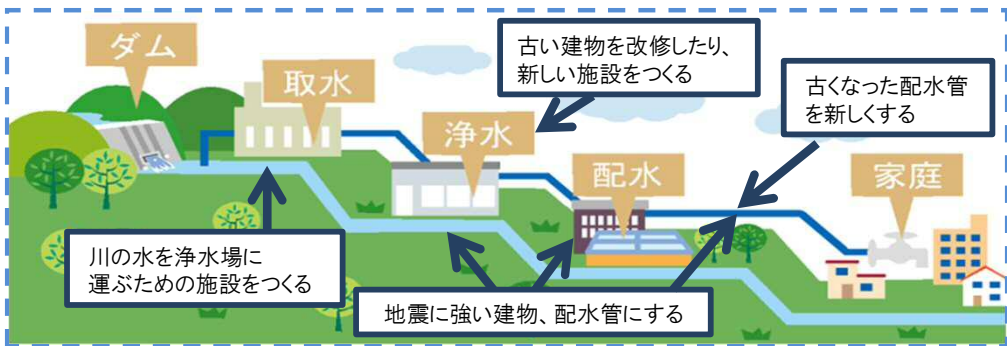 ダム
取水
浄水
配水
家庭
古い建物を改修したり、
新しい施設をつくる
古くなった配水管
を新しくする
川の水を浄水場に
運ぶための施設をつくる
地震に強い建物、配水管にする